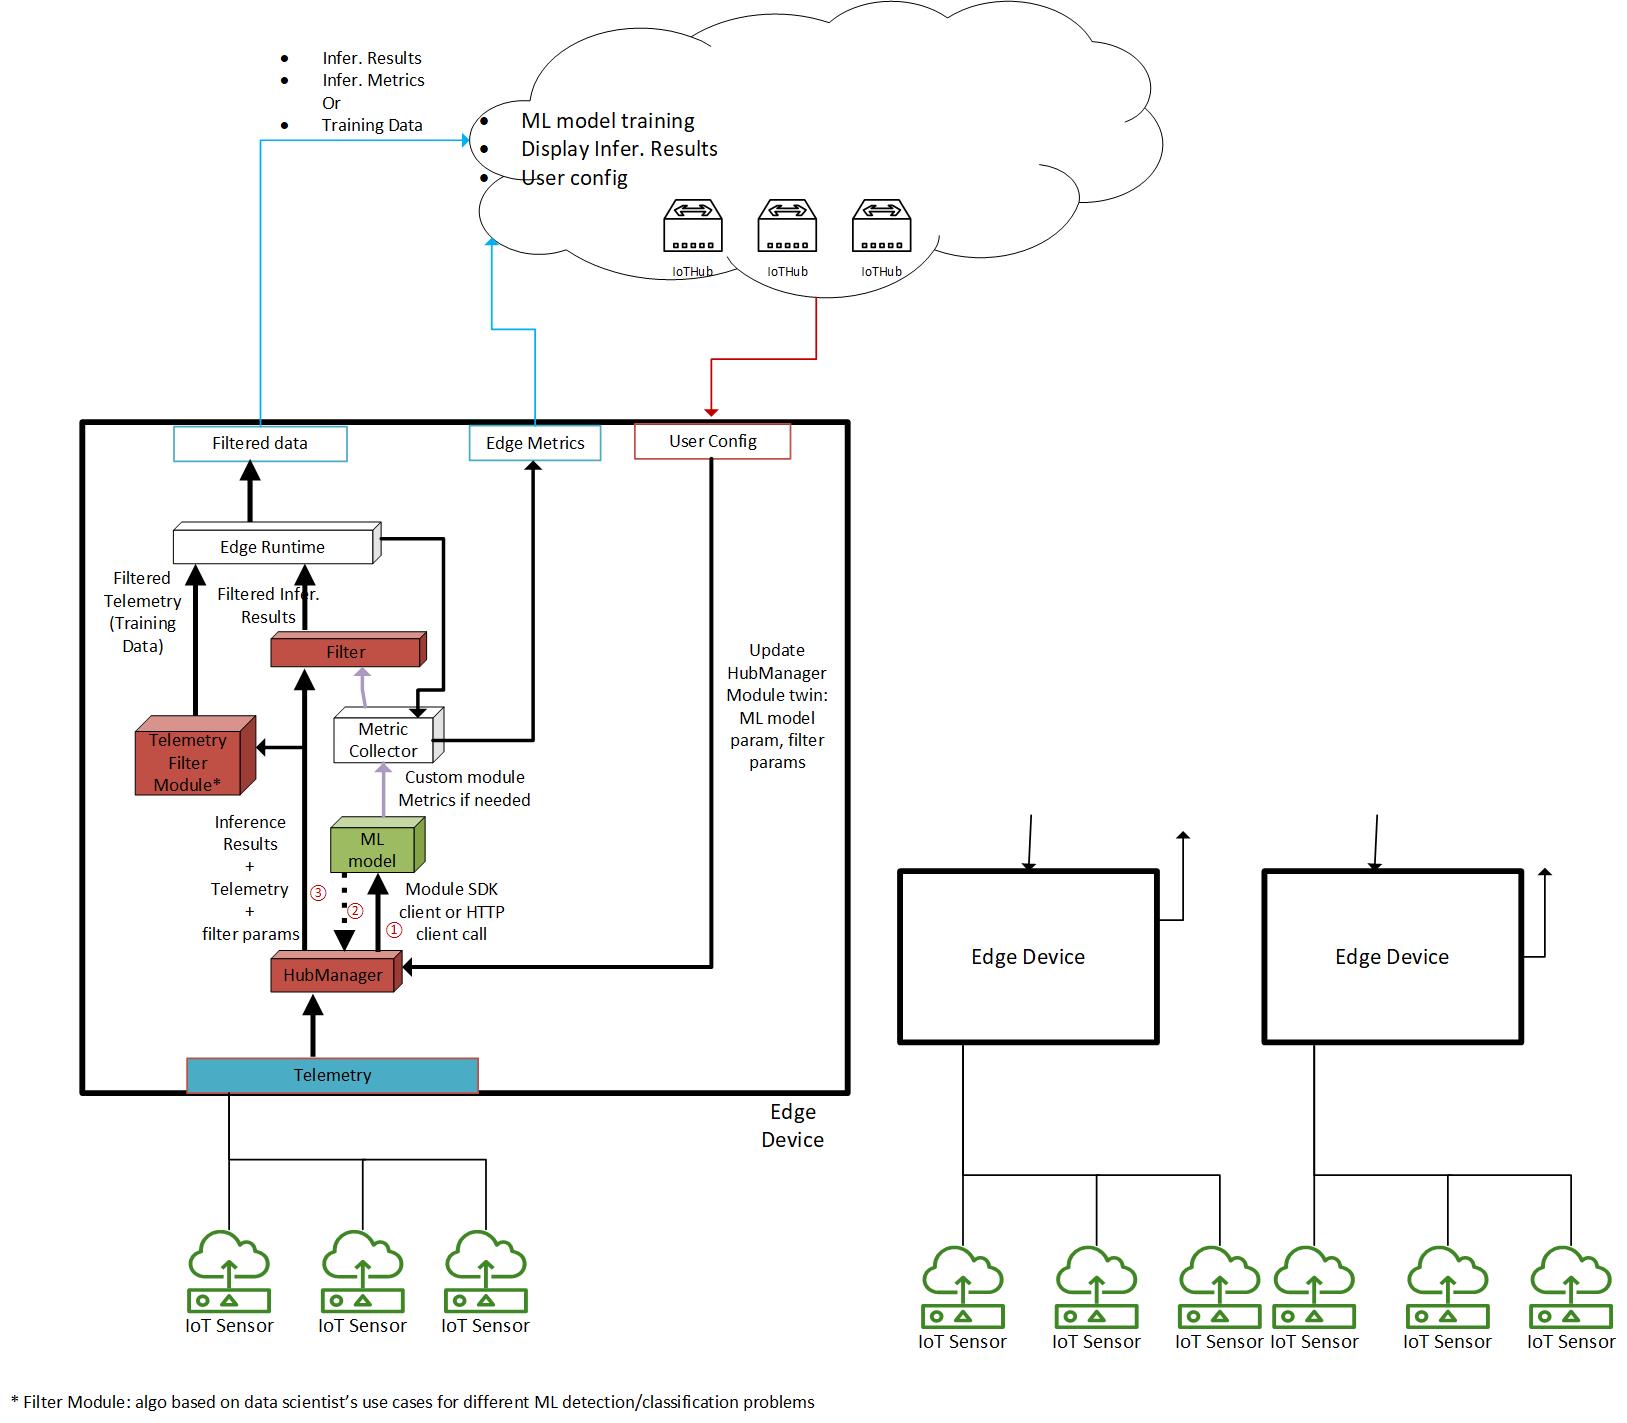 • Infer. Results
• Infer. Metrics
Or
• Training Data
• ML model training
• Display Infer. Results
• User config
IoTHub
IoTHub
IoTHub
Filtered data
Edge Metrics
User Config
Edge Runtime
Filtered
Telemetry
(Training
Data)
Filtered Infer.
Results
Filter
Update
HubManager
Module twin:
ML model
param, filter
params
Telemetry
Filter
Module*
Metric
Collector
Custom module
Metrics if needed
Inference
Results
+
Telemetry
+
filter params
ML
model
③
②
①
Module SDK
client or HTTP
client call
HubManager
Telemetry
Edge
Device
Edge Device
Edge Device
IoT Sensor
IoT Sensor
IoT Sensor
IoT Sensor
IoT Sensor
IoT Sensor
IoT Sensor
IoT Sensor
IoT Sensor
* Filter Module: algo based on data scientist’s use cases for different ML detection/classification problems